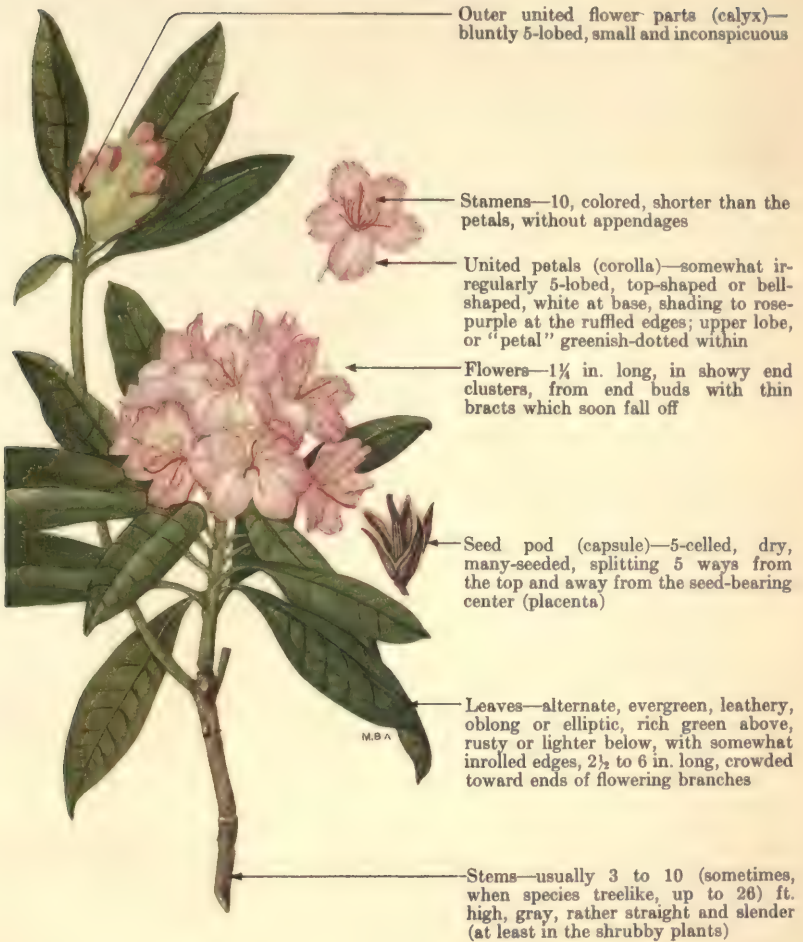 Outer united flower parts (calyx)—
bluntly 5-lobed, small and inconspicuous
Stamens—10, colored, shorter than the
petals, without appendages
United petals (corolla)—somewhat ir-
regularly 5-lobed, top-shaped or bell-
shaped, white at base, shading to rose-
purple at the ruffled edges; upper lobe,
or “petal” greenish-dotted within
Flowers—1¼ in. long, in showy end
clusters, from end buds with thin
bracts which soon fall off
Seed pod (capsule)—5-celled, dry,
many-seeded, splitting 5 ways from
the top and away from the seed-bearing
center (placenta)
Leaves—alternate, evergreen, leathery,
oblong or elliptic, rich green above,
rusty or lighter below, with somewhat
inrolled edges, 2½ to 6 in. long, crowded
toward ends of flowering branches
M.B.A
Stems—usually 3 to 10 (sometimes,
when species treelike, up to 26) ft.
high, gray, rather straight and slender
(at least in the shrubby plants)